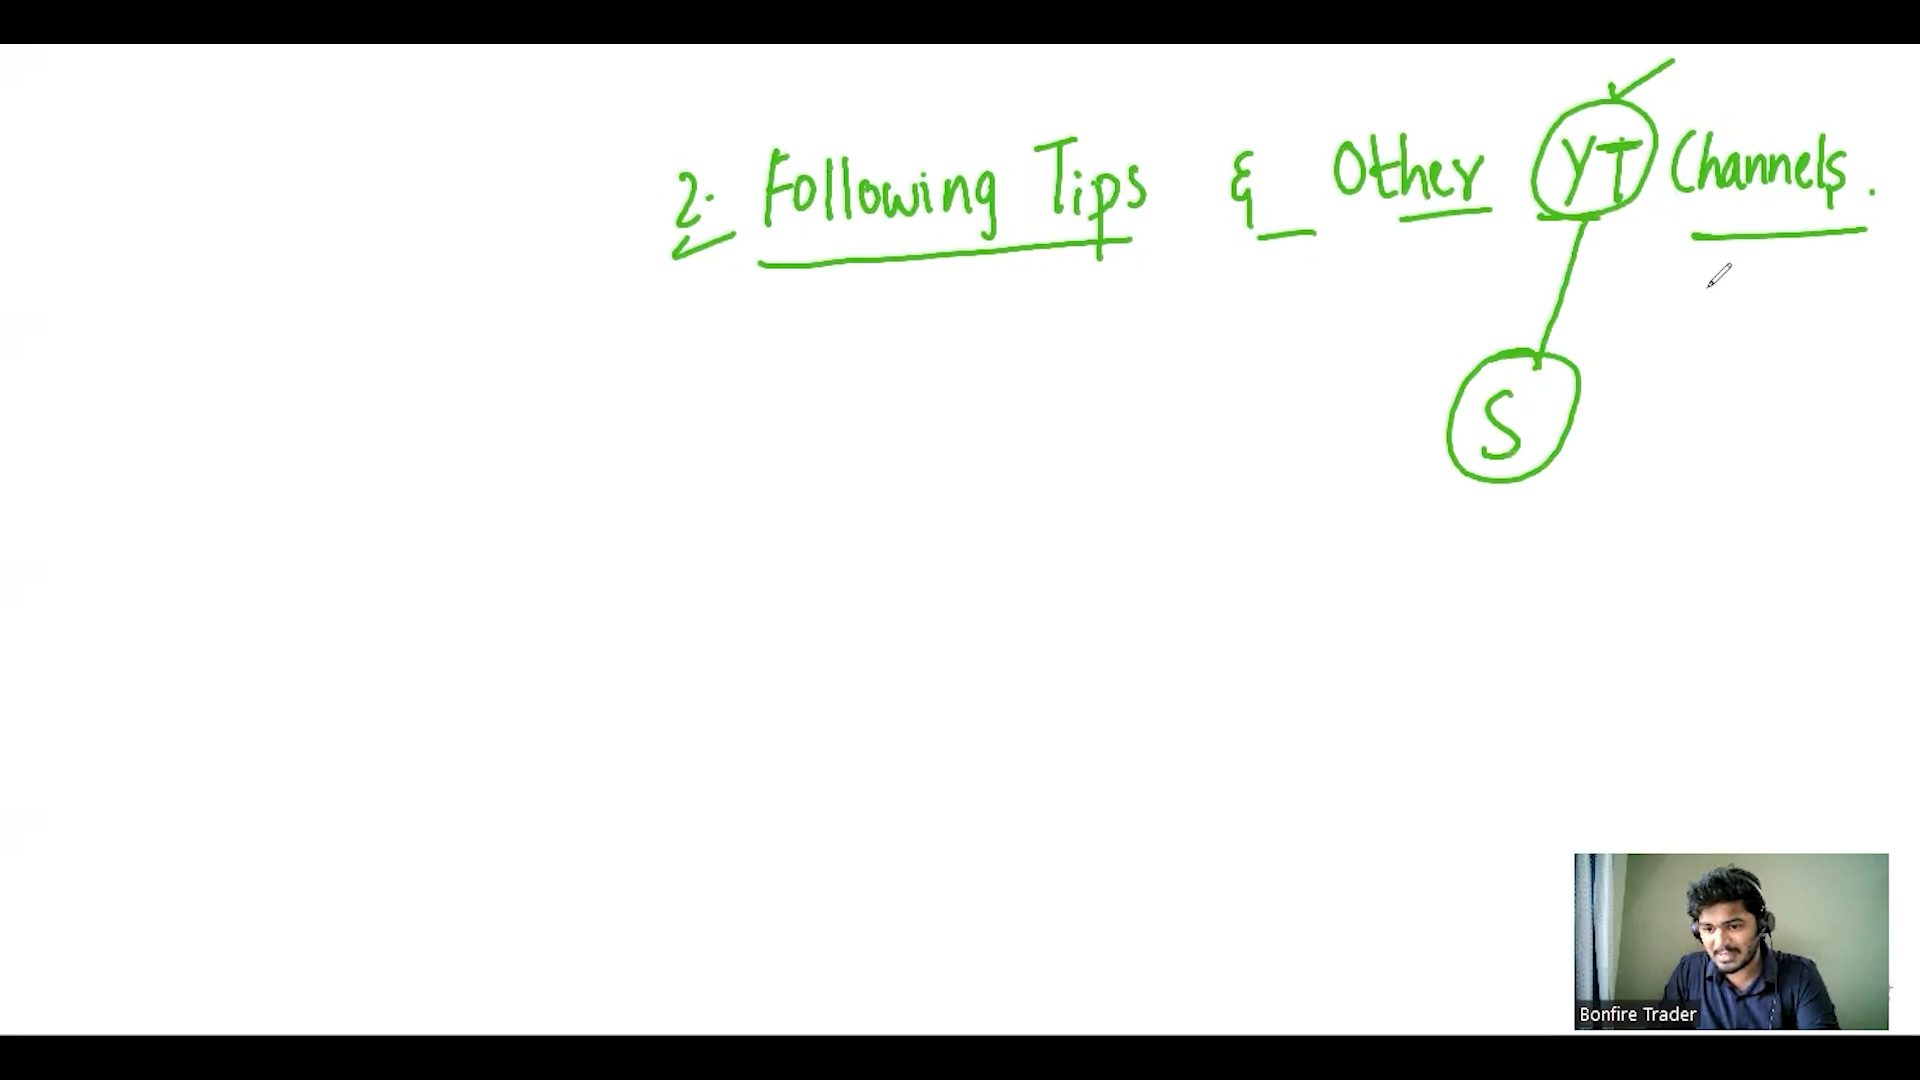 2. Following Tips & Other YT Channels.
S
Bonfire Trader